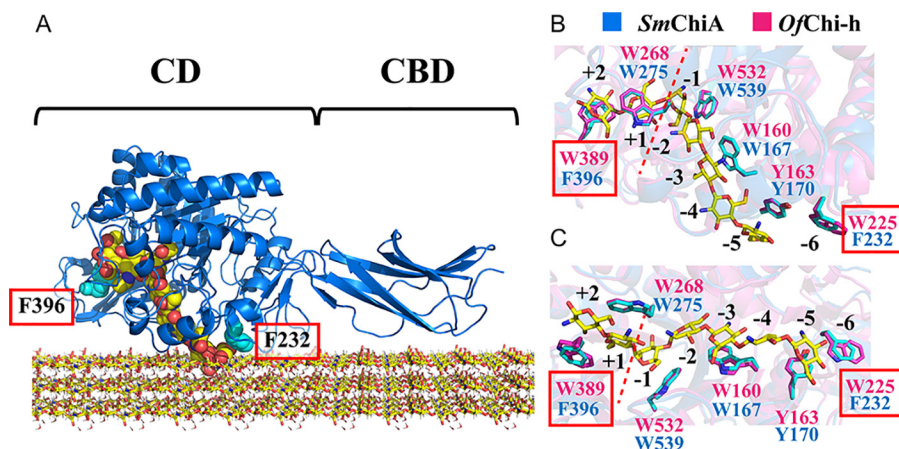 A
CD
CBD
F396
F232
SmChiA
OfChi-h
B
W268
W275
+2
-1
W532
W539
W160
W167
+1
-2
W389
F396
-3
Y163
Y170
-4
-5
-6
W225
F232
C
+2
W268
W275
-3
-4
-5
-6
+1
-2
-1
W389
F396
W160
W167
W225
F232
W532
W539
Y163
Y170